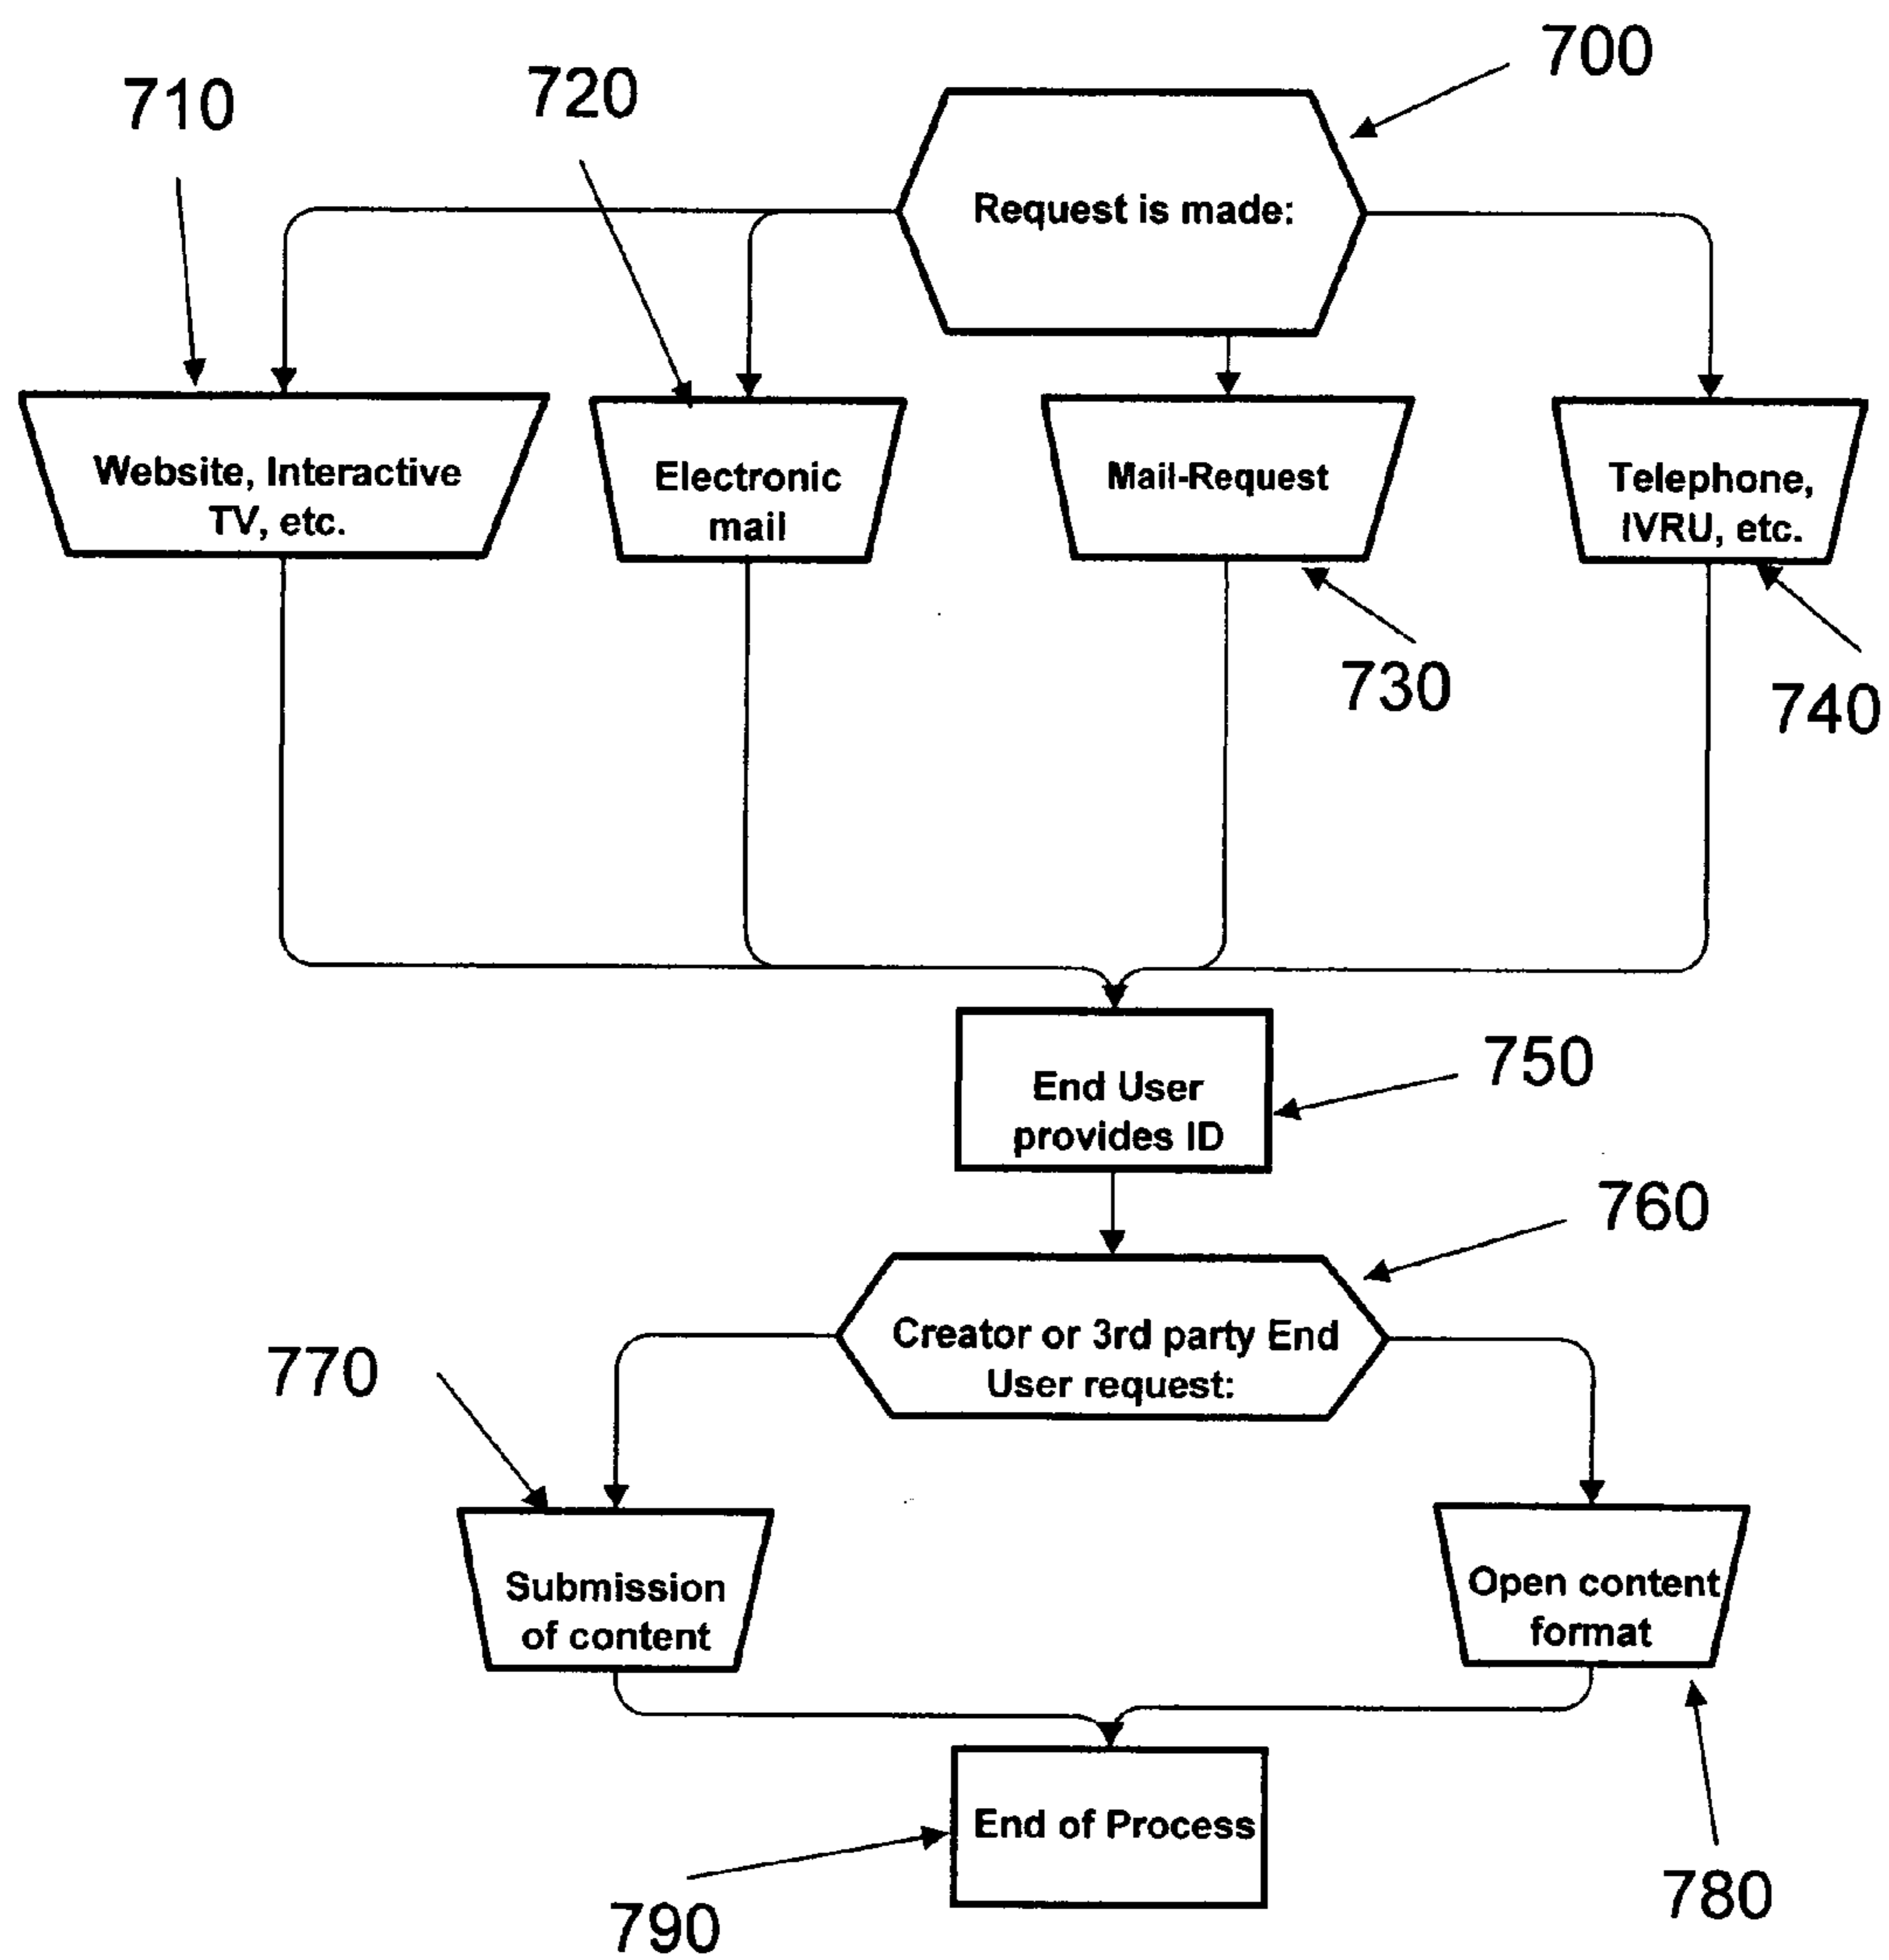 700
710
720
Request is made:
Website, Interactive
TV, etc.
Electronic
mail
Mail-Request
Telephone,
IVRU, etc.
730
740
750
End User
provides ID
760
Creator or 3rd party End
User request:
770
Submission
of content
Open content
format
End of Process
780
790